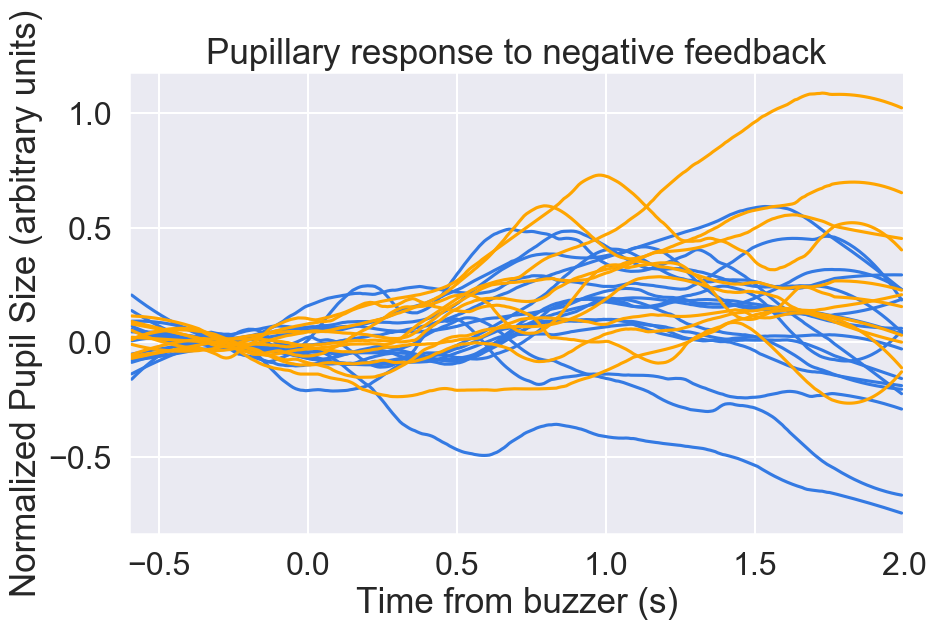 Pupillary response to negative feedback
Normalized Pupil Size (arbitrary units)
1.0
0.5
0.0
−0.5
−0.5 0.0 0.5 1.0 1.5 2.0
Time from buzzer (s)